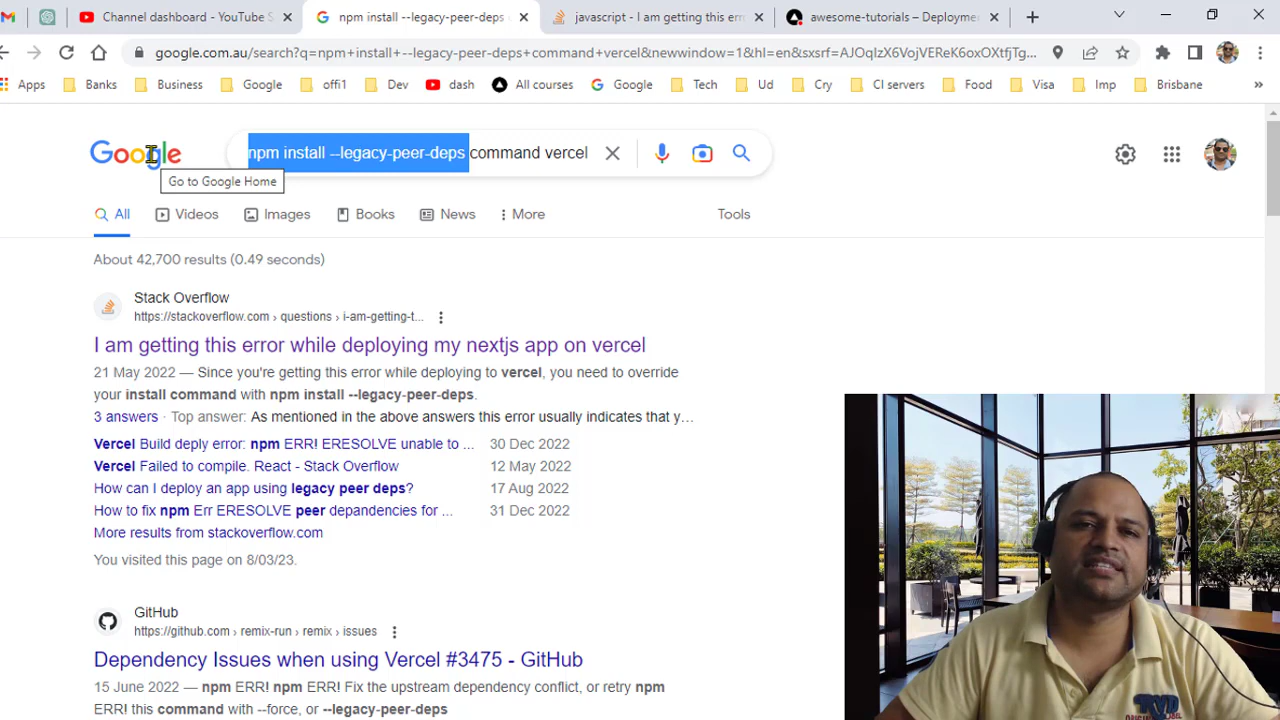 Channel dashboard - YouTube S
npm install --legacy-peer-deps c
javascript - I am getting this err
awesome-tutorials – Deployme
google.com.au/search?q=npm+install+--legacy-peer-deps+command+vercel&newwindow=1&hl=en&sxsrf=AJOqlzX6VojVEReK6oxOXtfjTg...
Apps
Banks
Business
Google
offi1
Dev
dash
All courses
Google
Tech
Ud
Cry
CI servers
Food
Visa
Imp
Brisbane
»
Google
npm install --legacy-peer-deps command vercel
Go to Google Home
All
Videos
Images
Books
News
More
Tools
About 42,700 results (0.49 seconds)
Stack Overflow
https://stackoverflow.com › questions › i-am-getting-t...
I am getting this error while deploying my nextjs app on vercel
21 May 2022 — Since you're getting this error while deploying to vercel, you need to override
your install command with npm install --legacy-peer-deps.
3 answers · Top answer: As mentioned in the above answers this error usually indicates that y…
Vercel Build deply error: npm ERR! ERESOLVE unable to ... 30 Dec 2022
Vercel Failed to compile. React - Stack Overflow 12 May 2022
How can I deploy an app using legacy peer deps? 17 Aug 2022
How to fix npm Err ERESOLVE peer depandancies for ... 31 Dec 2022
More results from stackoverflow.com
You visited this page on 8/03/23.
GitHub
https://github.com › remix-run › remix › issues
Dependency Issues when using Vercel #3475 - GitHub
15 June 2022 — npm ERR! npm ERR! Fix the upstream dependency conflict, or retry npm
ERR! this command with --force, or --legacy-peer-deps